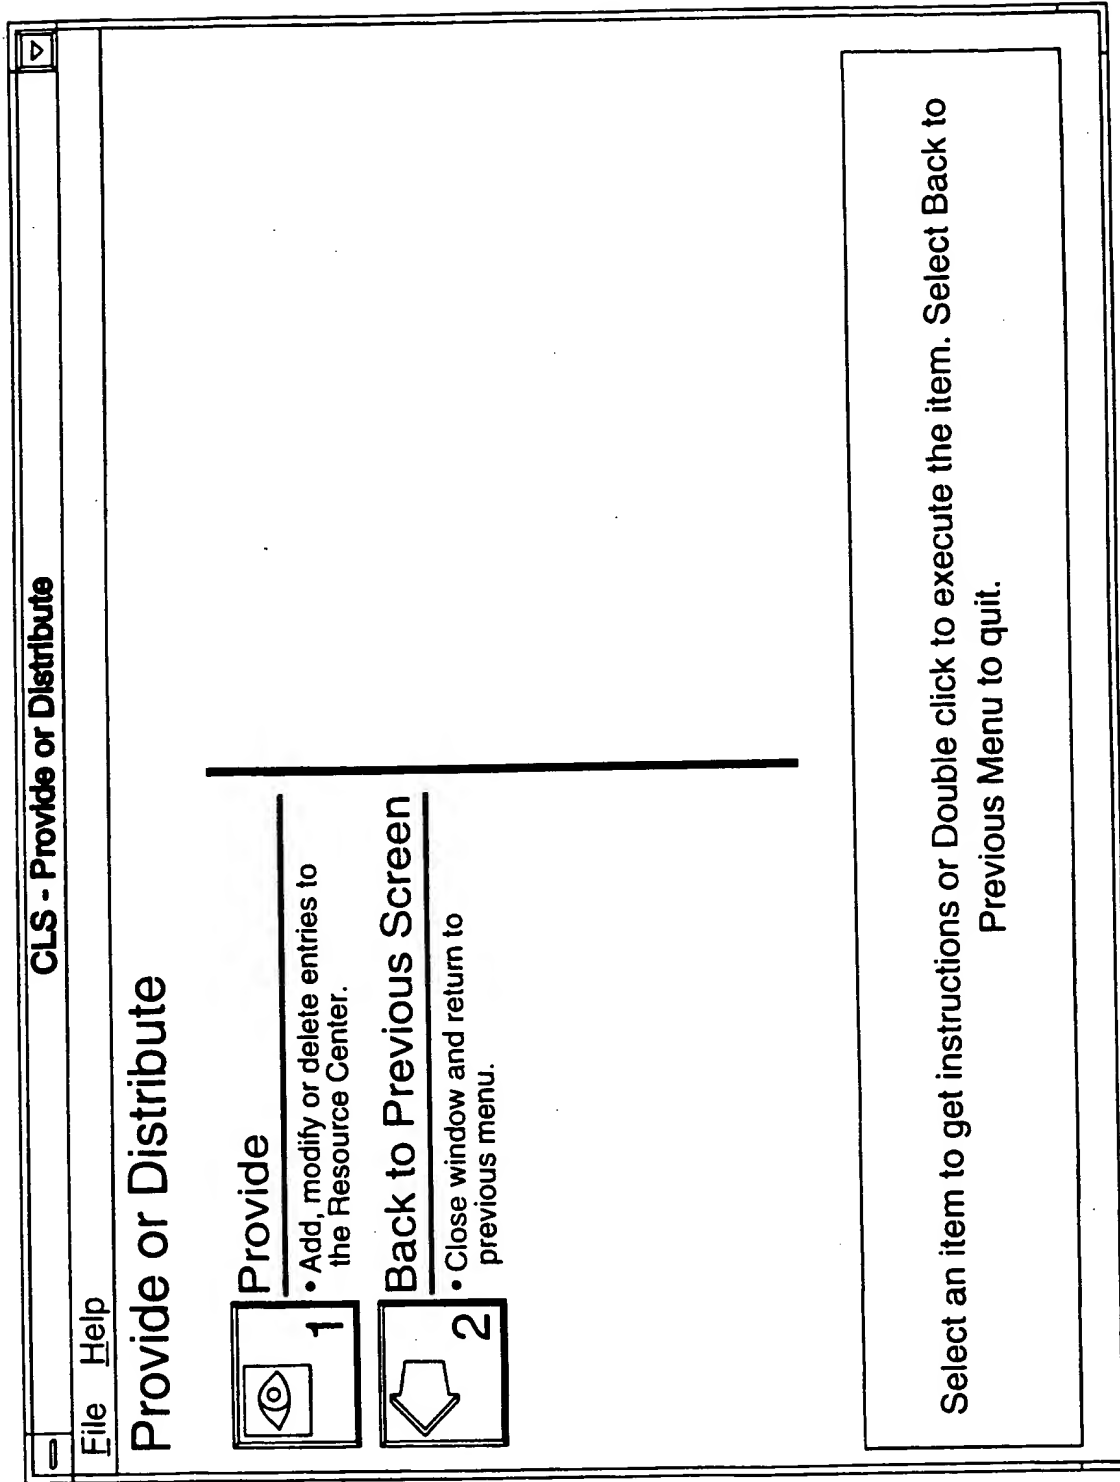 CLS - Provide or Distribute
File Help
Provide or Distribute
1
Provide
• Add, modify or delete entries to
the Resource Center.
2
Back to Previous Screen
• Close window and return to
previous menu.
Select an item to get instructions or Double click to execute the item. Select Back to
Previous Menu to quit.